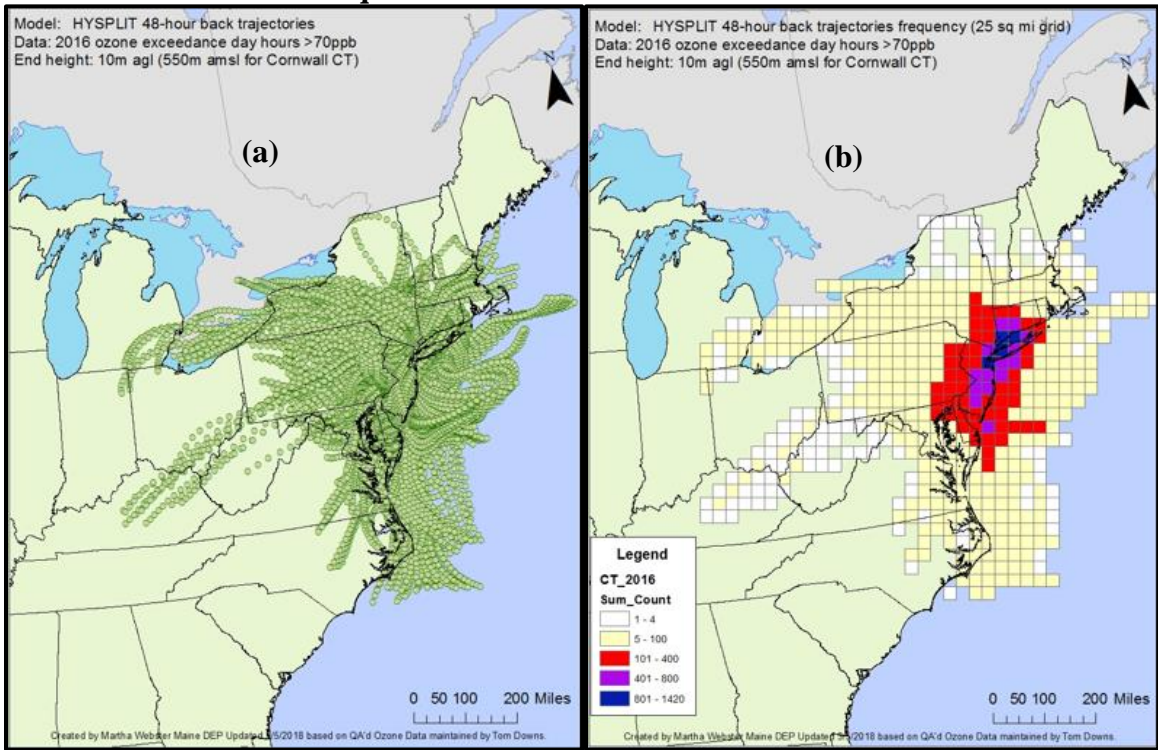 Model: HYSPLIT 48-hour back trajectories
Data: 2016 ozone exceedance day hours >70ppb
End height: 10m agl (550m amsl for Cornwall CT)
N
(a)
0 50 100 200 Miles
Created by Martha Webster Maine DEP Updated /5/2018 based on QA'd Ozone Data maintained by Tom Downs.
Model: HYSPLIT 48-hour back trajectories frequency (25 sq mi grid)
Data: 2016 ozone exceedance day hours >70ppb
End height: 10m agl (550m amsl for Cornwall CT)
N
(b)
Legend
CT_2016
Sum_Count
1 - 4
5 - 100
101 - 400
401 - 800
801 - 1420
0 50 100 200 Miles
Created by Martha Webster Maine DEP Updated /2018 based on QA'd Ozone Data maintained by Tom Downs.